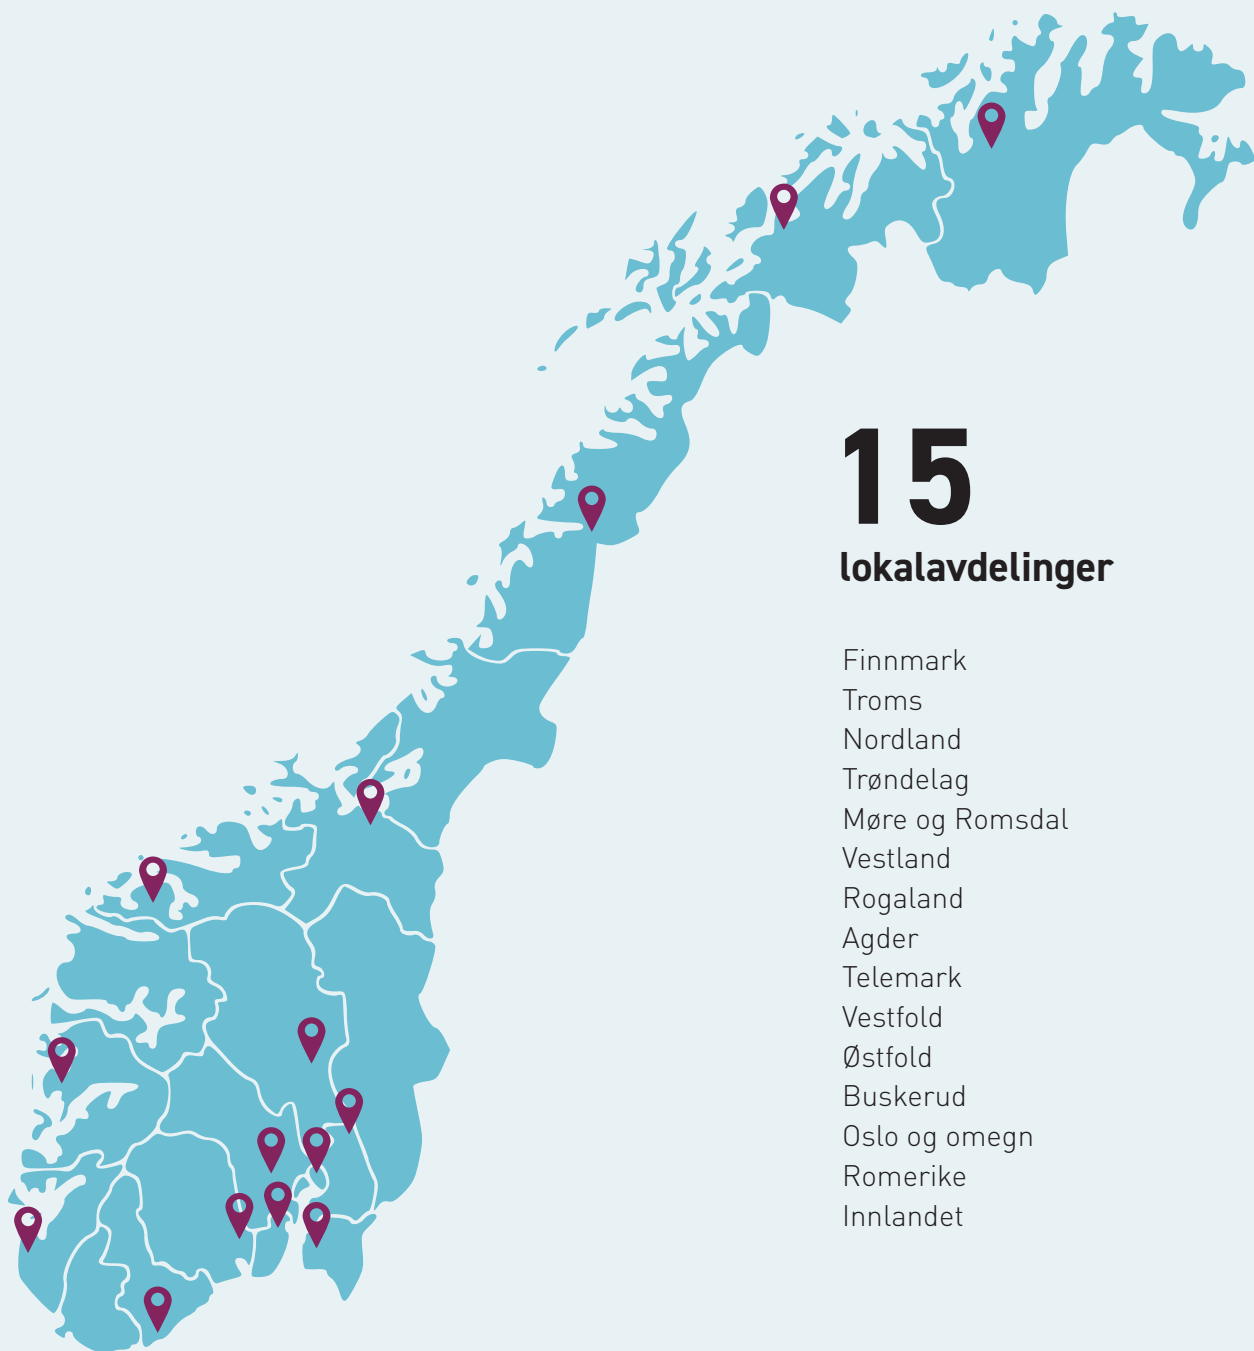 15
lokalavdelinger
Finnmark
Troms
Nordland
Trøndelag
Møre og Romsdal
Vestland
Rogaland
Agder
Telemark
Vestfold
Østfold
Buskerud
Oslo og omegn
Romerike
Innlandet